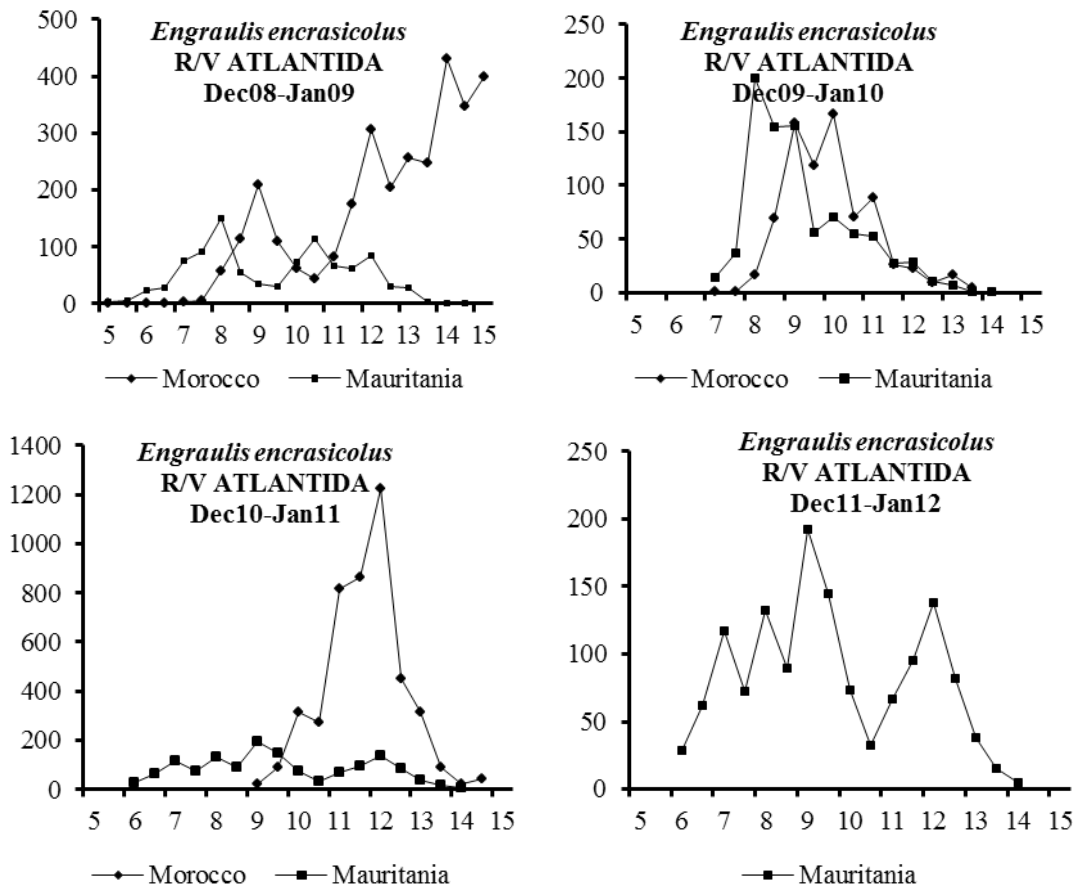 Engraulis encrasicolus
R/V ATLANTIDA
Dec08-Jan09
500
400
300
200
100
0
5 6 7 8 9 10 11 12 13 14 15
Morocco Mauritania
Engraulis encrasicolus
R/V ATLANTIDA
Dec09-Jan10
250
200
150
100
50
0
5 6 7 8 9 10 11 12 13 14 15
Morocco Mauritania
Engraulis encrasicolus
R/V ATLANTIDA
Dec10-Jan11
1400
1200
1000
800
600
400
200
0
5 6 7 8 9 10 11 12 13 14 15
Morocco Mauritania
Engraulis encrasicolus
R/V ATLANTIDA
Dec11-Jan12
250
200
150
100
50
0
5 6 7 8 9 10 11 12 13 14 15
Mauritania